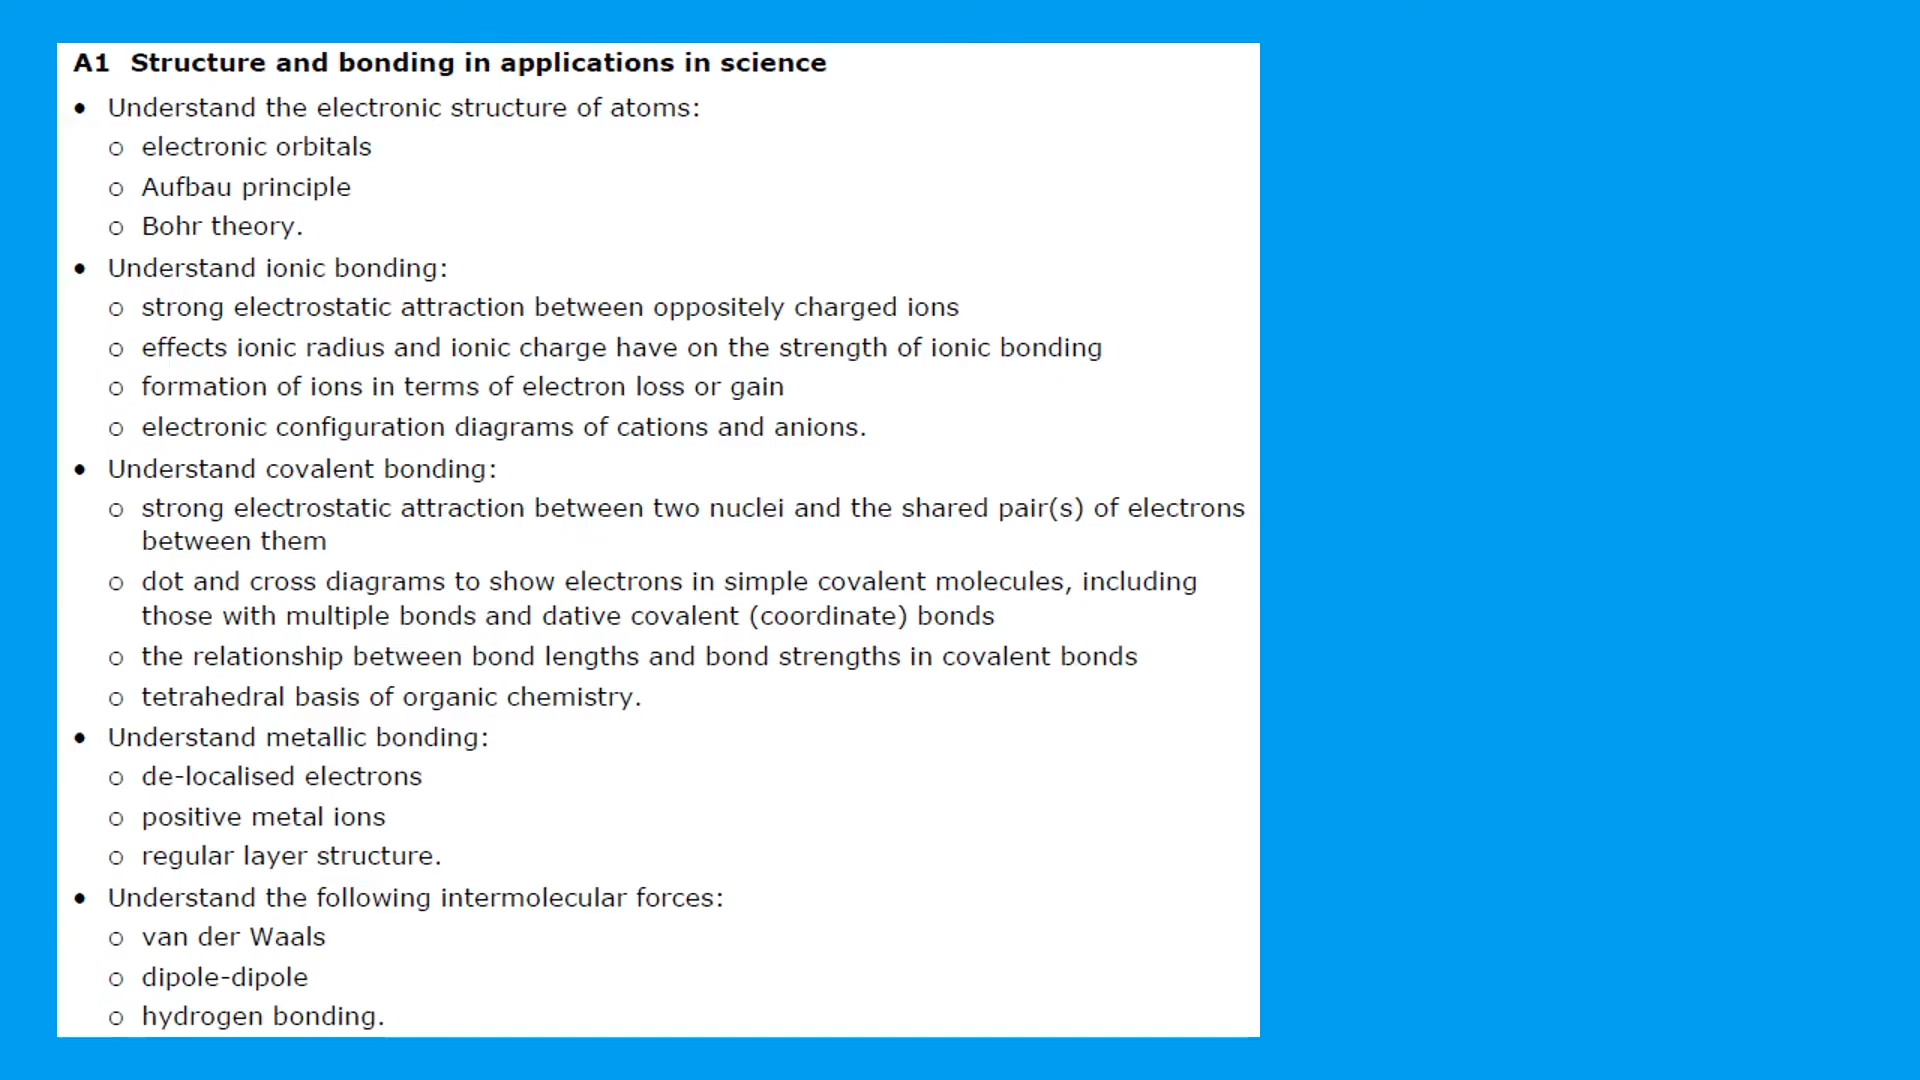 A1 Structure and bonding in applications in science
• Understand the electronic structure of atoms:
o electronic orbitals
o Aufbau principle
o Bohr theory.
• Understand ionic bonding:
o strong electrostatic attraction between oppositely charged ions
o effects ionic radius and ionic charge have on the strength of ionic bonding
o formation of ions in terms of electron loss or gain
o electronic configuration diagrams of cations and anions.
• Understand covalent bonding:
o strong electrostatic attraction between two nuclei and the shared pair(s) of electrons
between them
o dot and cross diagrams to show electrons in simple covalent molecules, including
those with multiple bonds and dative covalent (coordinate) bonds
o the relationship between bond lengths and bond strengths in covalent bonds
o tetrahedral basis of organic chemistry.
• Understand metallic bonding:
o de-localised electrons
o positive metal ions
o regular layer structure.
• Understand the following intermolecular forces:
o van der Waals
o dipole-dipole
o hydrogen bonding.